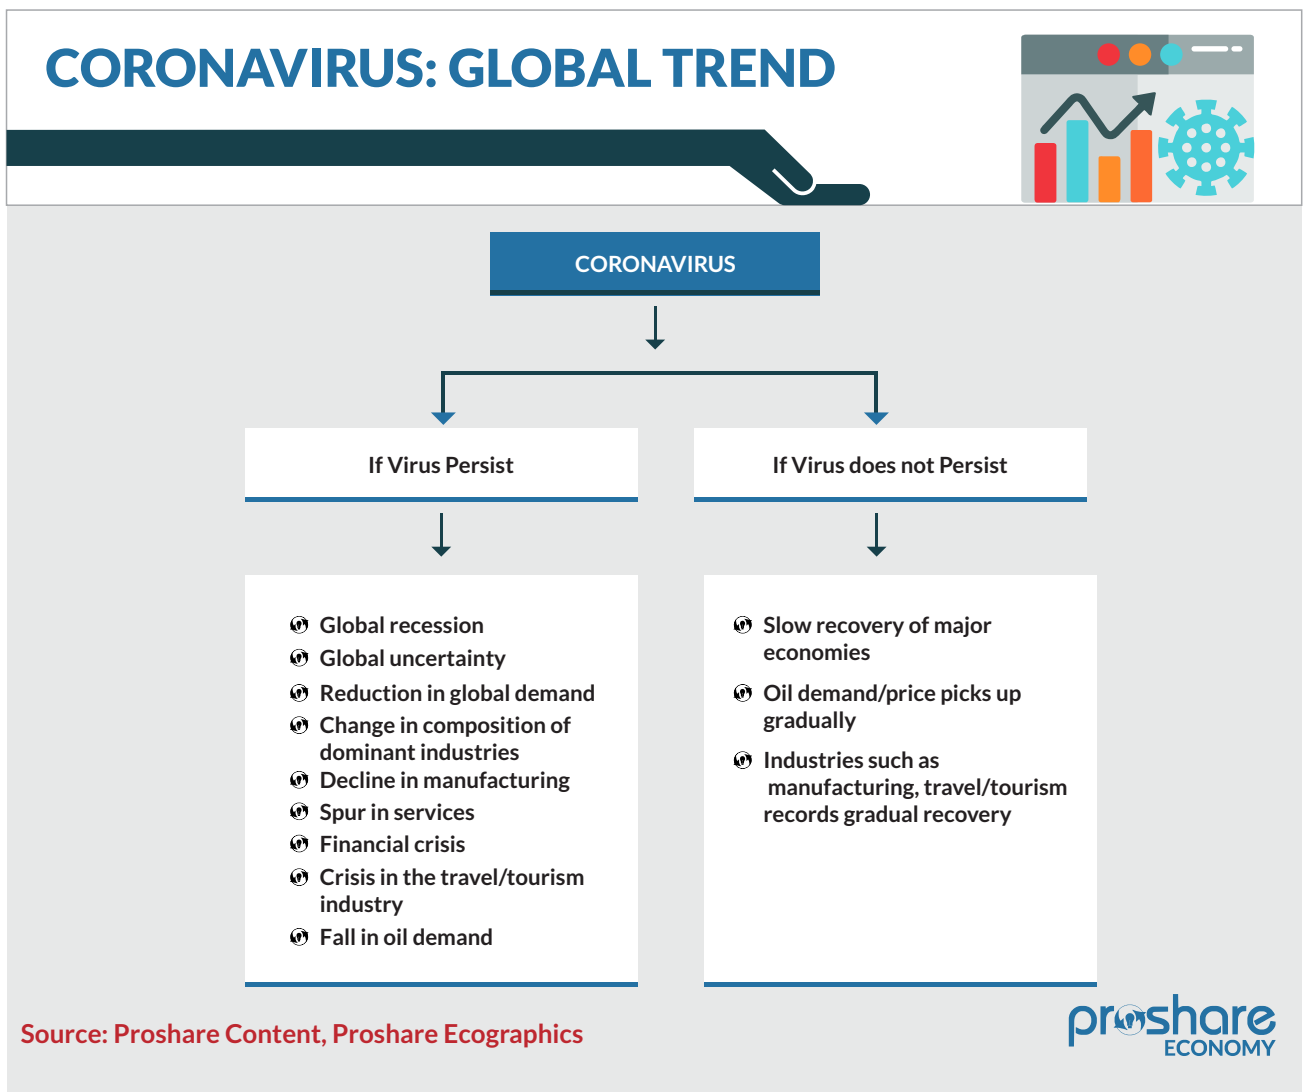 CORONAVIRUS: GLOBAL TREND
CORONAVIRUS
If Virus Persist
If Virus does not Persist
Global recession
Global uncertainty
Reduction in global demand
Change in composition of
dominant industries
Decline in manufacturing
Spur in services
Financial crisis
Crisis in the travel/tourism
industry
Fall in oil demand
Slow recovery of major
economies
Oil demand/price picks up
gradually
Industries such as
manufacturing, travel/tourism
records gradual recovery
Source: Proshare Content, Proshare Ecographics
proshare
ECONOMY